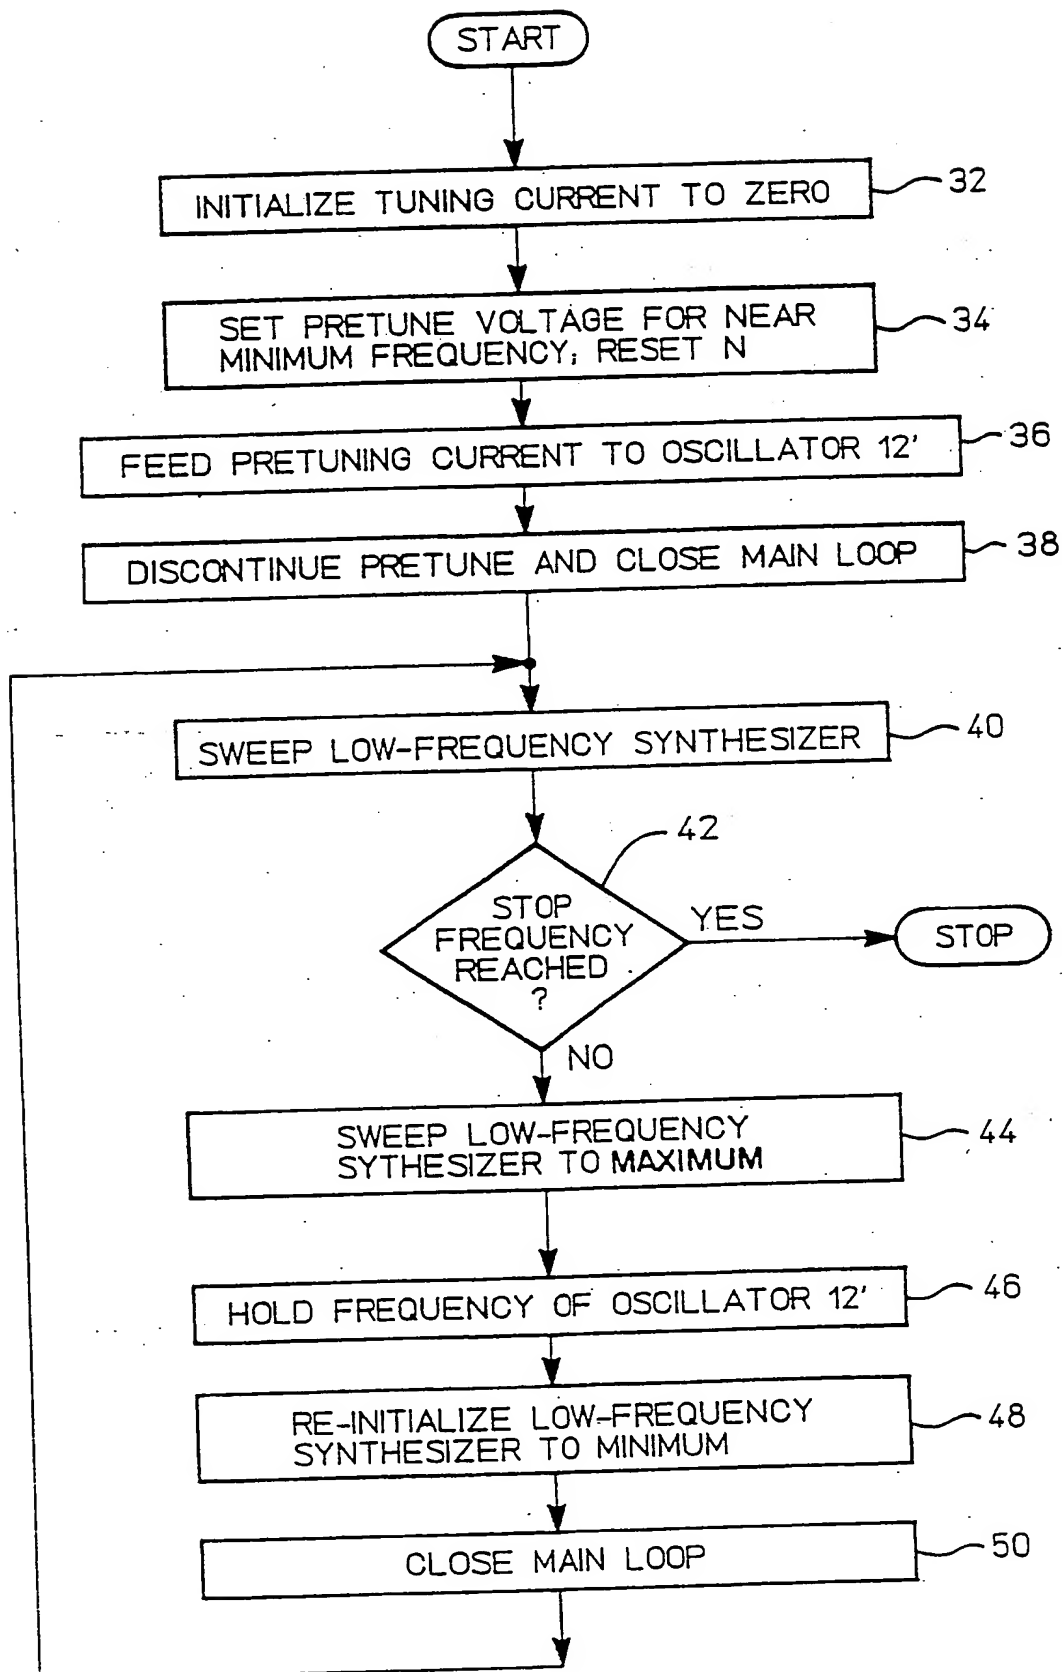 START
INITIALIZE TUNING CURRENT TO ZERO
32
SET PRETUNE VOLTAGE FOR NEAR
MINIMUM FREQUENCY; RESET N
34
FEED PRETUNING CURRENT TO OSCILLATOR 12'
36
DISCONTINUE PRETUNE AND CLOSE MAIN LOOP
38
SWEEP LOW-FREQUENCY SYNTHESIZER
40
42
STOP
FREQUENCY
REACHED
?
YES
STOP
NO
SWEEP LOW-FREQUENCY
SYTHESIZER TO MAXIMUM
44
HOLD FREQUENCY OF OSCILLATOR 12'
46
RE-INITIALIZE LOW-FREQUENCY
SYNTHESIZER TO MINIMUM
48
CLOSE MAIN LOOP
50